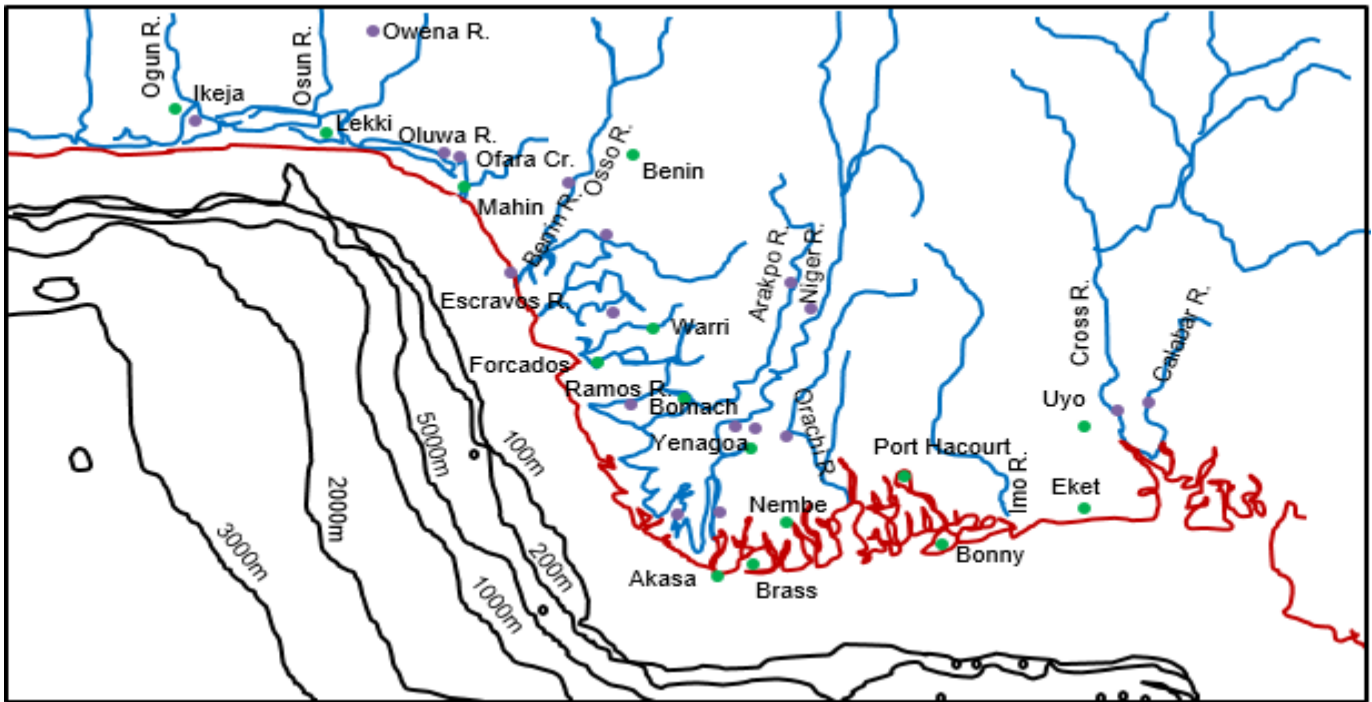 Owena R.
Ogun R.
Osun R.
Ikeja
Lekki
Oluwa R.
Ofara Cr.
Osso R.
Benin
Mahin
Benin R.
Arakpo R.
Niger R.
Escravos R.
Warri
Cross R.
Calabar R.
Forcados
Ramos R.
Bomach
Uyo
Orachi R.
Yenagoa
Port Hacourt
100m
5000m
2000m
Imo R.
Eket
Nembe
3000m
200m
1000m
Bonny
Akasa
Brass